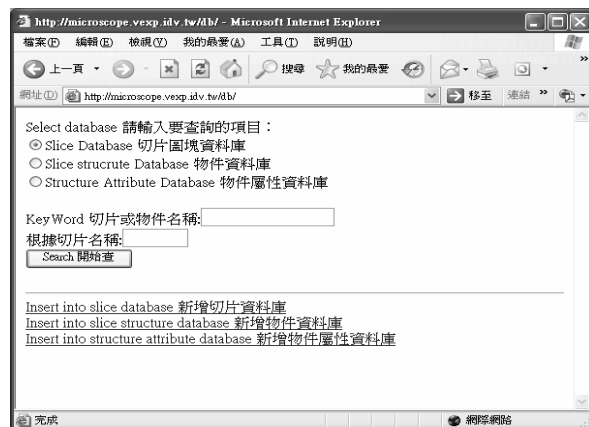 http://microscope.vexp.idv.tw/db/ - Microsoft Internet Explorer
檔案(F) 編輯(E) 檢視(V) 我的最愛(A) 工具(T) 說明(H)
上一頁 搜尋 我的最愛 »
網址(D) http://microscope.vexp.idv.tw/db/ 移至 連結 »
Select database 請輸入要查詢的項目：
Slice Database 切片圖塊資料庫
Slice strucrute Database 物件資料庫
Structure Attribute Database 物件屬性資料庫
KeyWord 切片或物件名稱:
根據切片名稱:
Search 開始查
Insert into slice database 新增切片資料庫
Insert into slice structure database 新增物件資料庫
Insert into structure attribute database 新增物件屬性資料庫
完成 網際網路